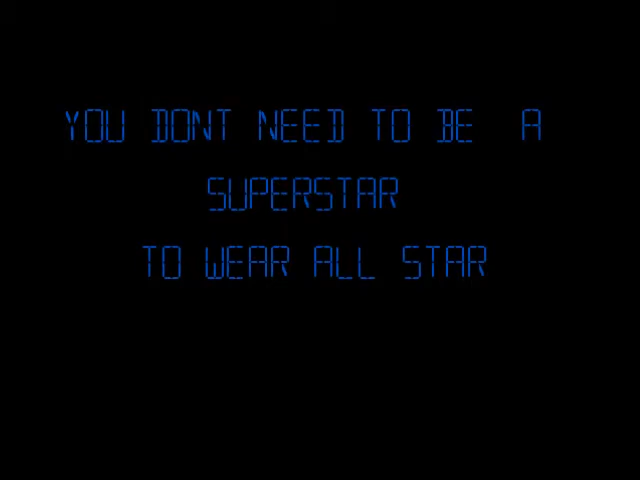 YOU DONT NEED TO BE A
SUPERSTAR
TO WEAR ALL STAR